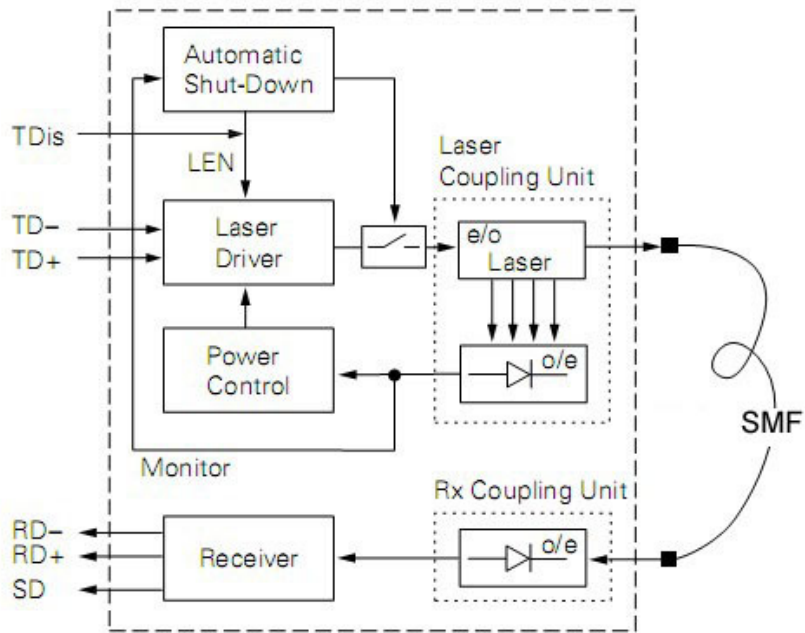 Automatic
Shut-Down
TDis
LEN
Laser
Coupling Unit
TD-
TD+
Laser
Driver
e/o
Laser
Power
Control
o/e
SMF
Monitor
Rx Coupling Unit
RD-
RD+
SD
Receiver
o/e